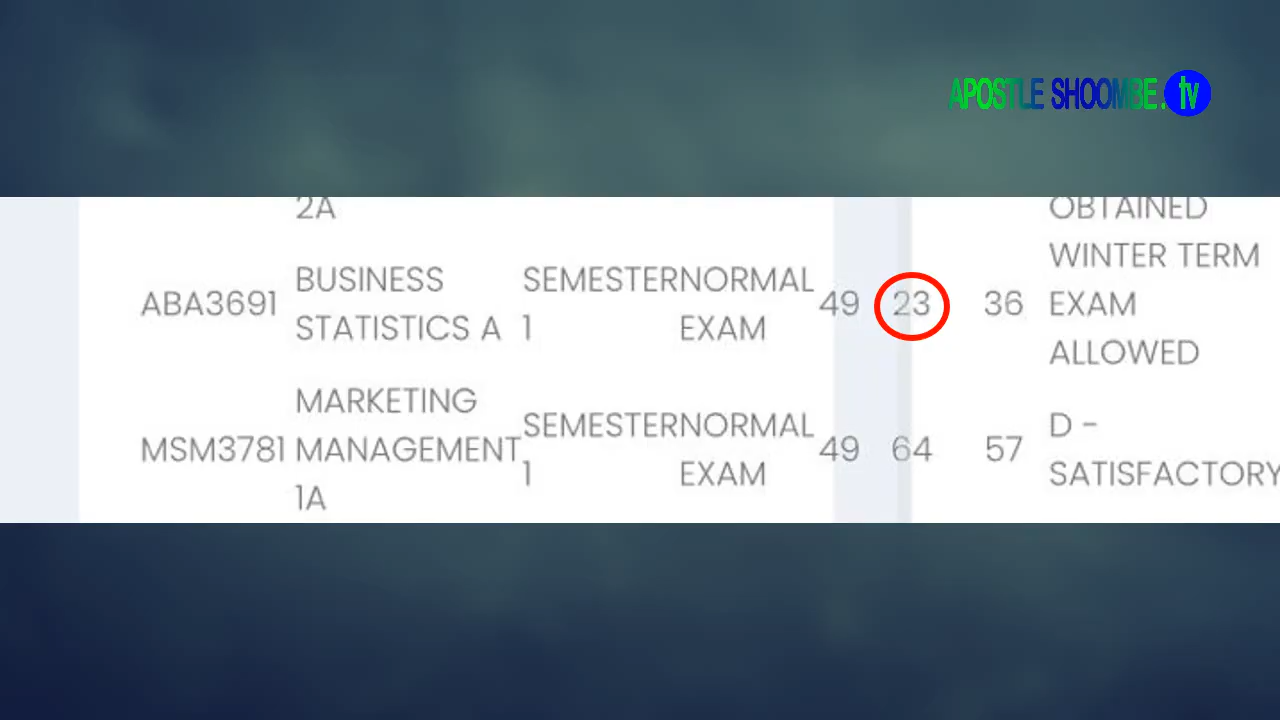 APOSTLE SHOOMBE.tv
2A
OBTAINED
WINTER TERM
ABA3691 BUSINESS STATISTICS A SEMESTER 1 NORMAL EXAM 49 23 36 EXAM
ALLOWED
MSM3781 MARKETING MANAGEMENT 1A SEMESTER 1 NORMAL EXAM 49 64 57 D -
SATISFACTORY